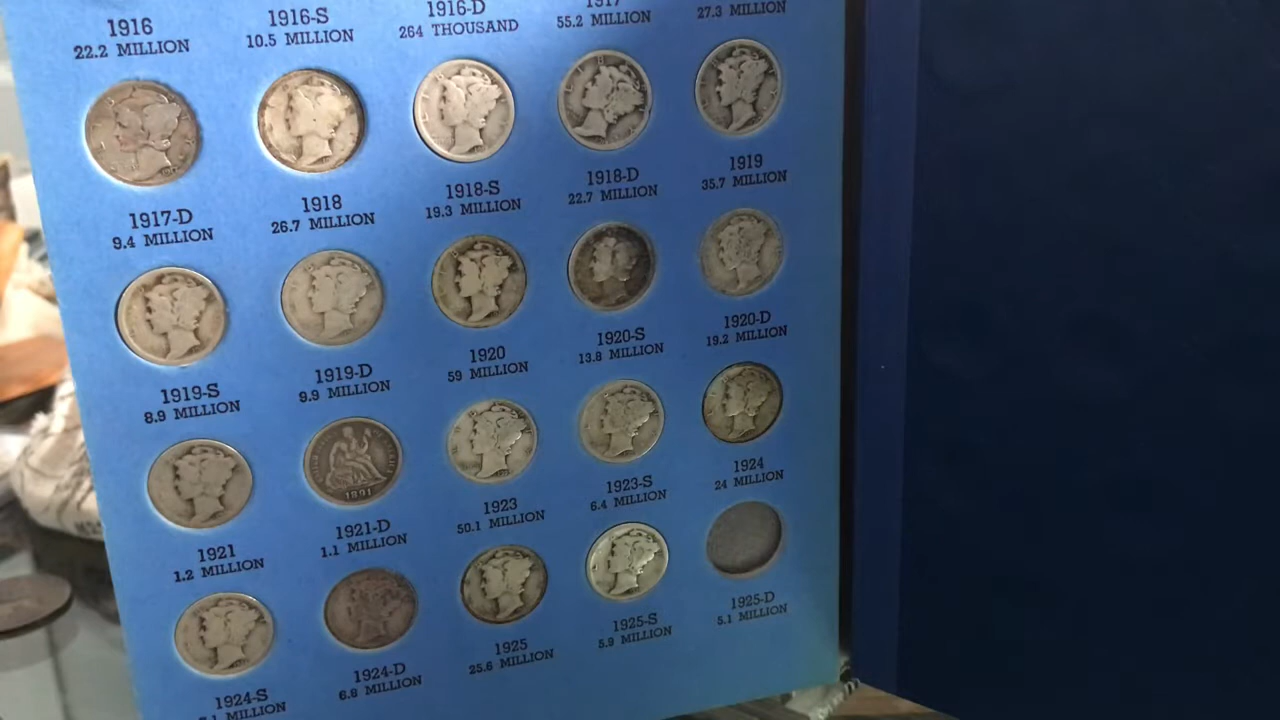 1916
22.2 MILLION
1916-S
10.5 MILLION
1916-D
264 THOUSAND
1917
55.2 MILLION
27.3 MILLION
1917-D
9.4 MILLION
1918
26.7 MILLION
1918-S
19.3 MILLION
1918-D
22.7 MILLION
1919
35.7 MILLION
1919-S
8.9 MILLION
1919-D
9.9 MILLION
1920
59 MILLION
1920-S
13.8 MILLION
1920-D
19.2 MILLION
1891
1921
1.2 MILLION
1921-D
1.1 MILLION
1923
50.1 MILLION
1923-S
6.4 MILLION
1924
24 MILLION
1924-S
MILLION
1924-D
6.8 MILLION
1925
25.6 MILLION
1925-S
5.9 MILLION
1925-D
5.1 MILLION